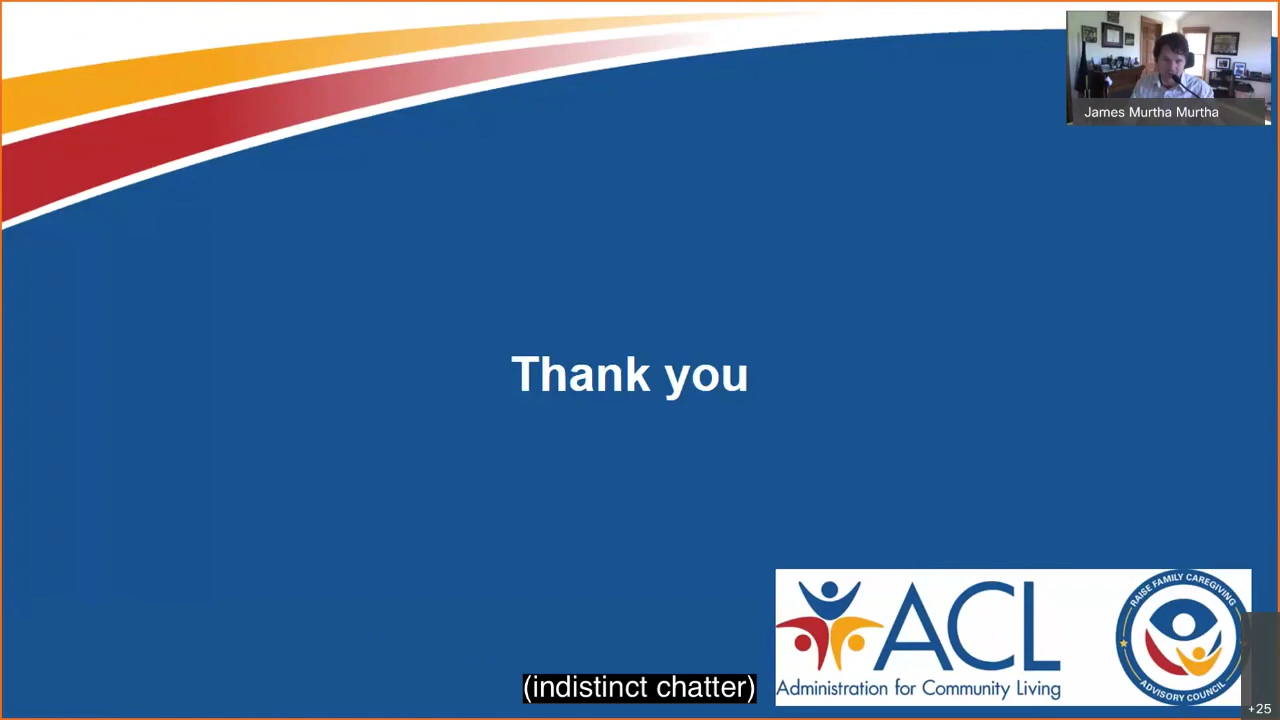 James Murtha Murtha
Thank you
ACL
Administration for Community Living
RAISE FAMILY CAREGIVING
ADVISORY COUNCIL
(indistinct chatter)
+25